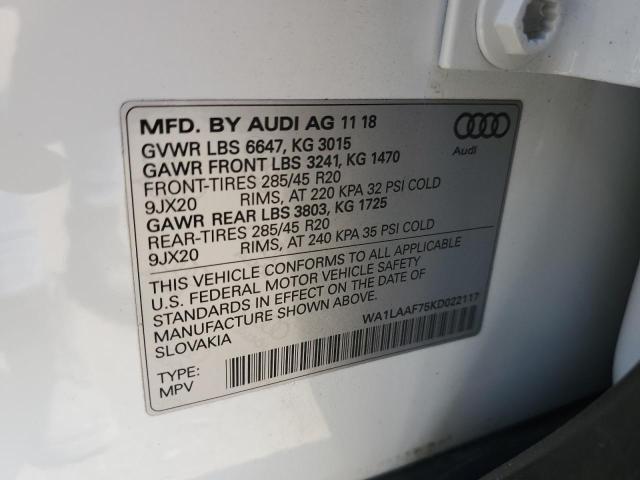 MFD. BY AUDI AG 11 18
GVWR LBS 6647, KG 3015
GAWR FRONT LBS 3241, KG 1470
FRONT-TIRES 285/45 R20
9JX20 RIMS, AT 220 KPA 32 PSI COLD
GAWR REAR LBS 3803, KG 1725
REAR-TIRES 285/45 R20
9JX20 RIMS, AT 240 KPA 35 PSI COLD
Audi
THIS VEHICLE CONFORMS TO ALL APPLICABLE
U.S. FEDERAL MOTOR VEHICLE SAFETY
STANDARDS IN EFFECT ON THE DATE OF
MANUFACTURE SHOWN ABOVE.
SLOVAKIA
WA1LAAF75KD022117
TYPE:
MPV